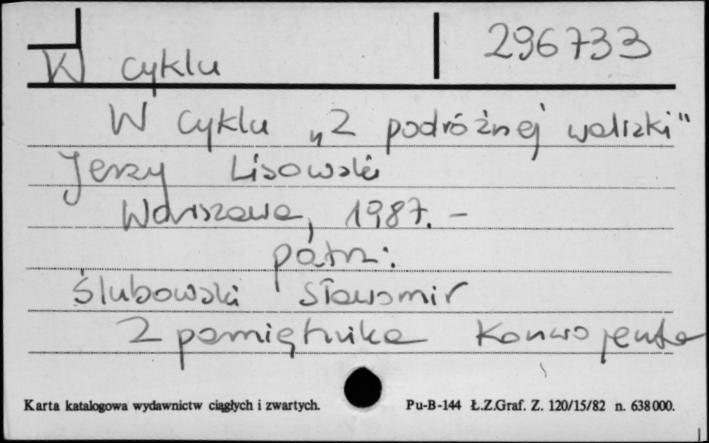 W cyklu 296733
W cyklu „Z podróżnej walizki"
Jerzy Lisowski
Warszawa, 1987. -
patrz:
Ślubowski Sławomir
Z pamiętnika Konwojenta
Karta katalogowa wydawnictw ciągłych i zwartych. Pu-B-144 Ł.Z.Graf. Z. 120/15/82 n. 638000.